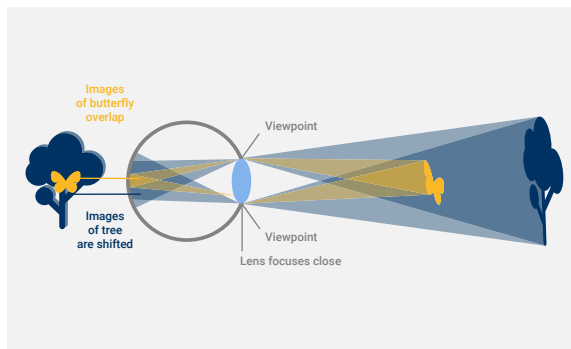 Images
of butterfly
overlap
Viewpoint
Images
of tree
are shifted
Viewpoint
Lens focuses close